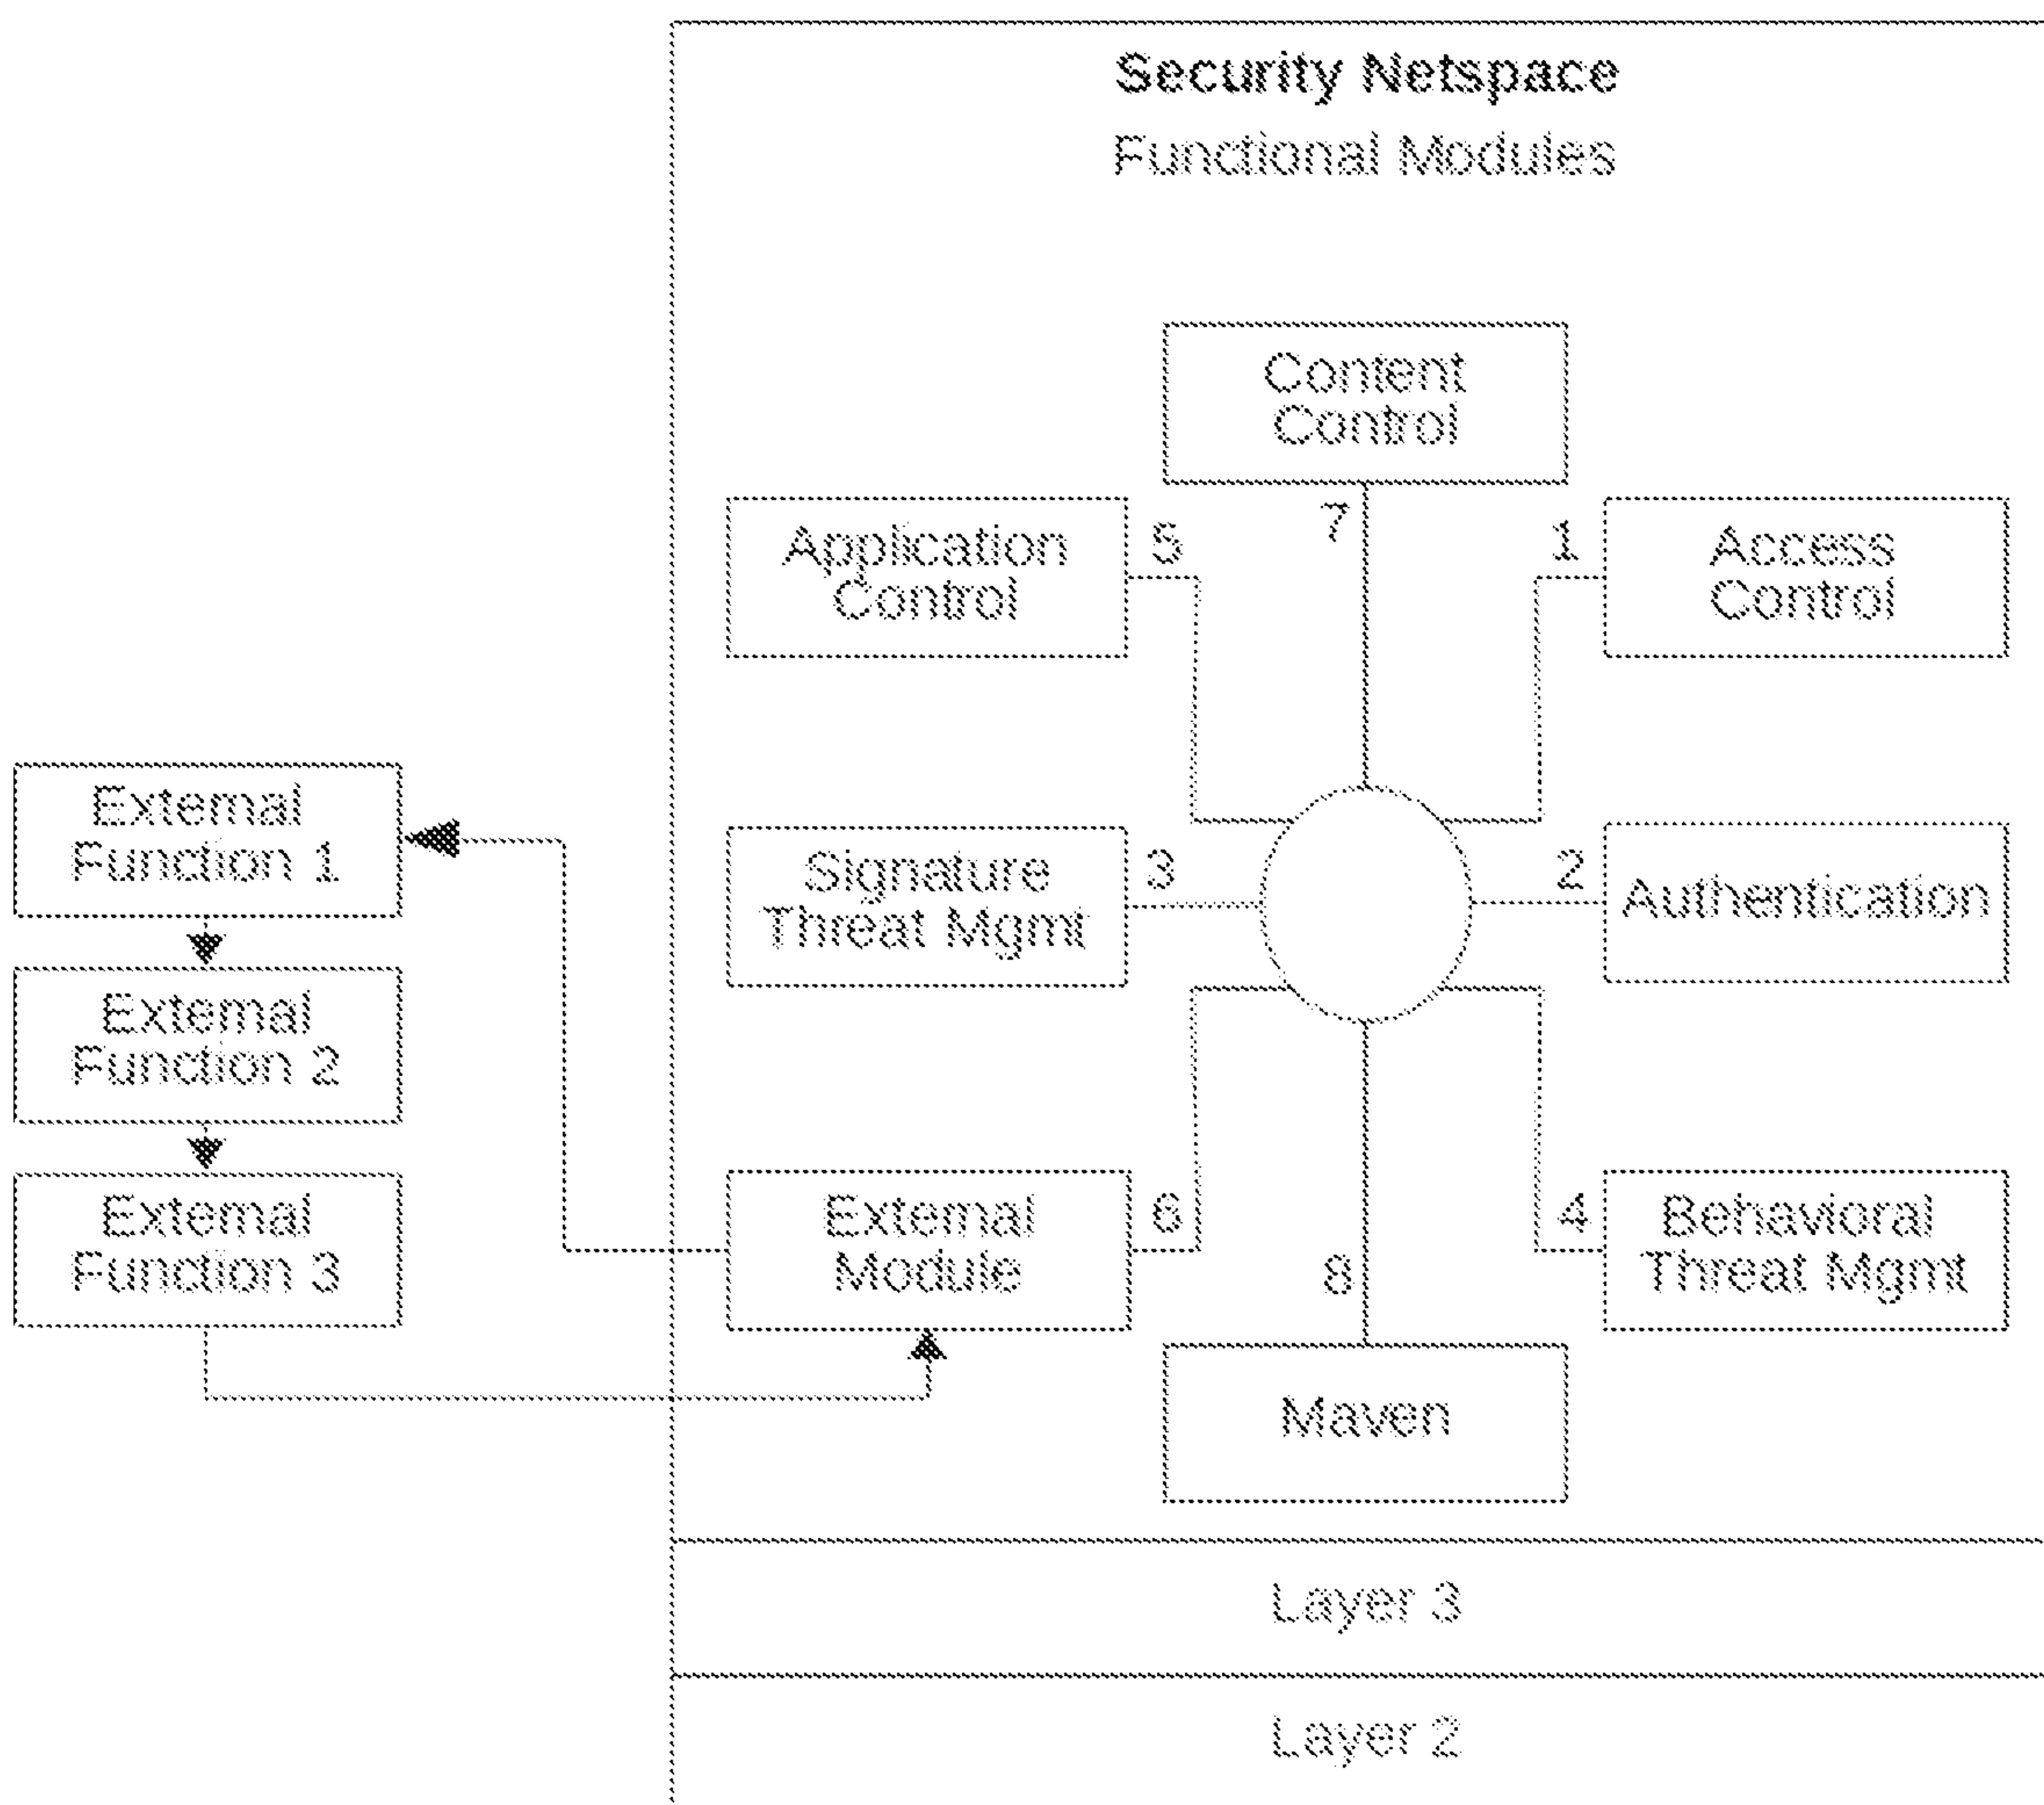 Security Netspace
Functional Modules
Content
Control
7
Application
Control
5
1
Access
Control
External
Function 1
Signature
Threat Mgmt
3
2
Authentication
External
Function 2
External
Function 3
External
Module
6
8
4
Behavioral
Threat Mgmt
Maven
Layer 3
Layer 2